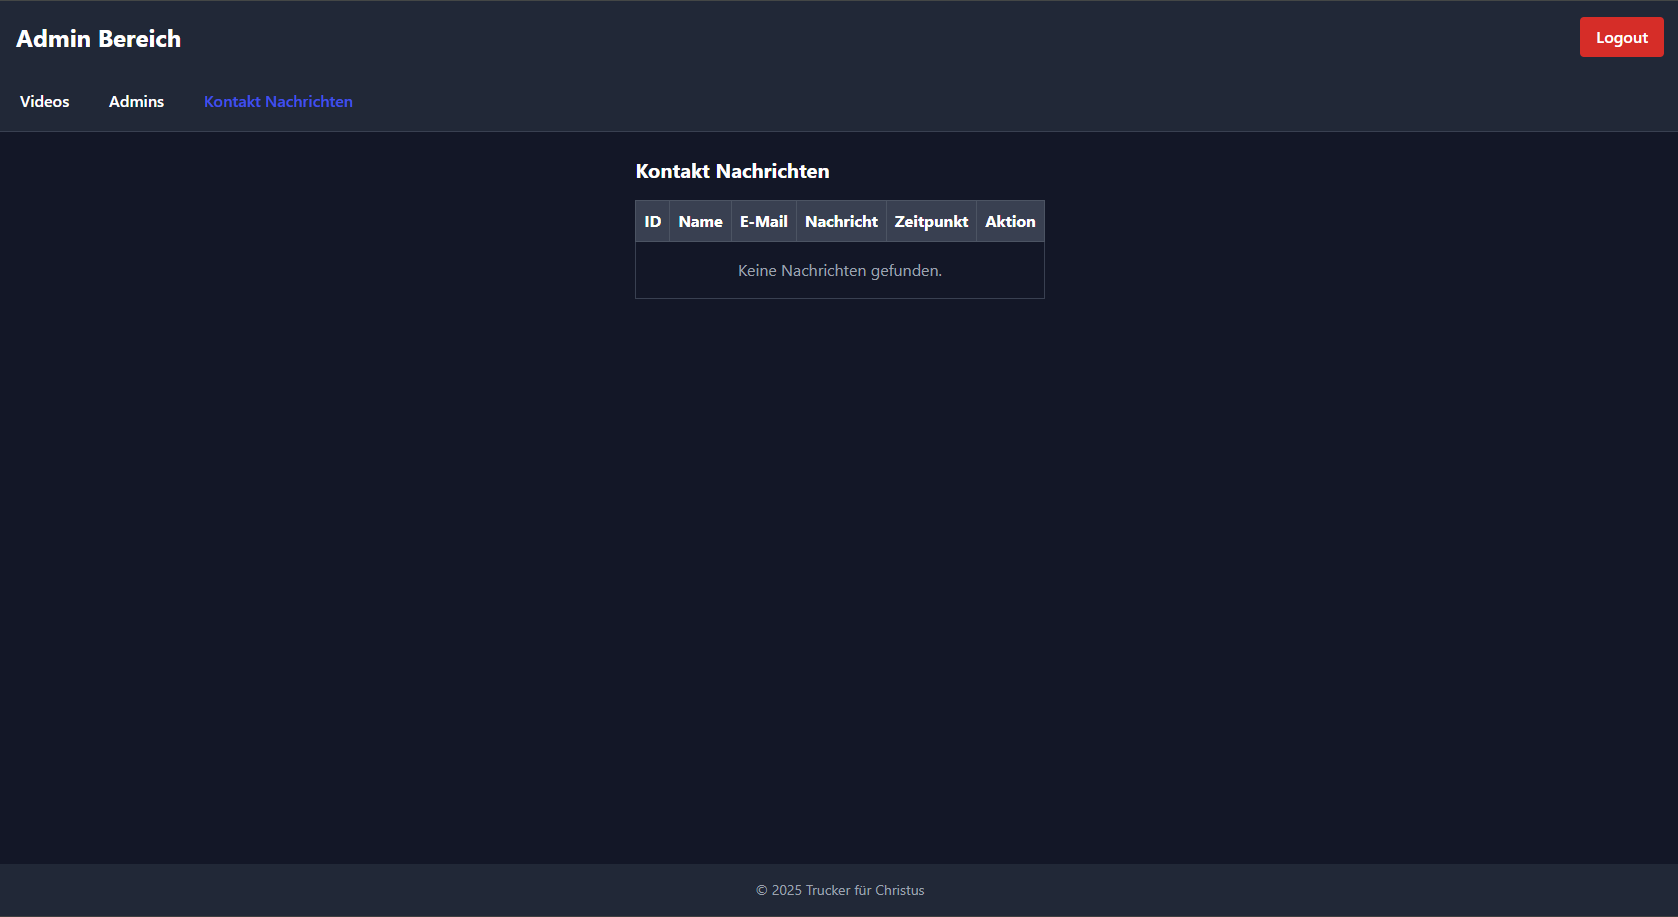 Admin Bereich
Logout
Videos Admins Kontakt Nachrichten
Kontakt Nachrichten
ID Name E-Mail Nachricht Zeitpunkt Aktion
Keine Nachrichten gefunden.
© 2025 Trucker für Christus